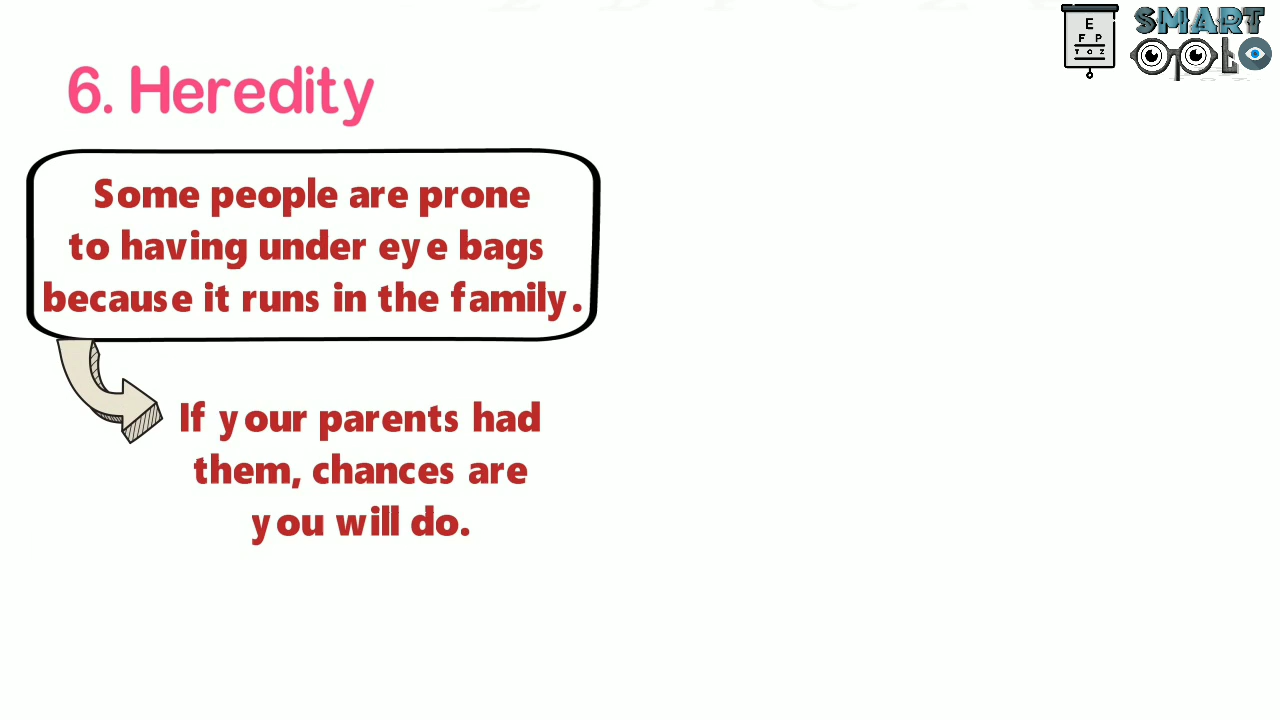 6. Heredity
Some people are prone
to having under eye bags
because it runs in the family.
If your parents had
them, chances are
you will do.
E
F P
T O Z
SMART
OPTO